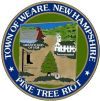 TOWN OF WEARE, NEW HAMPSHIRE
PINE TREE RIOT